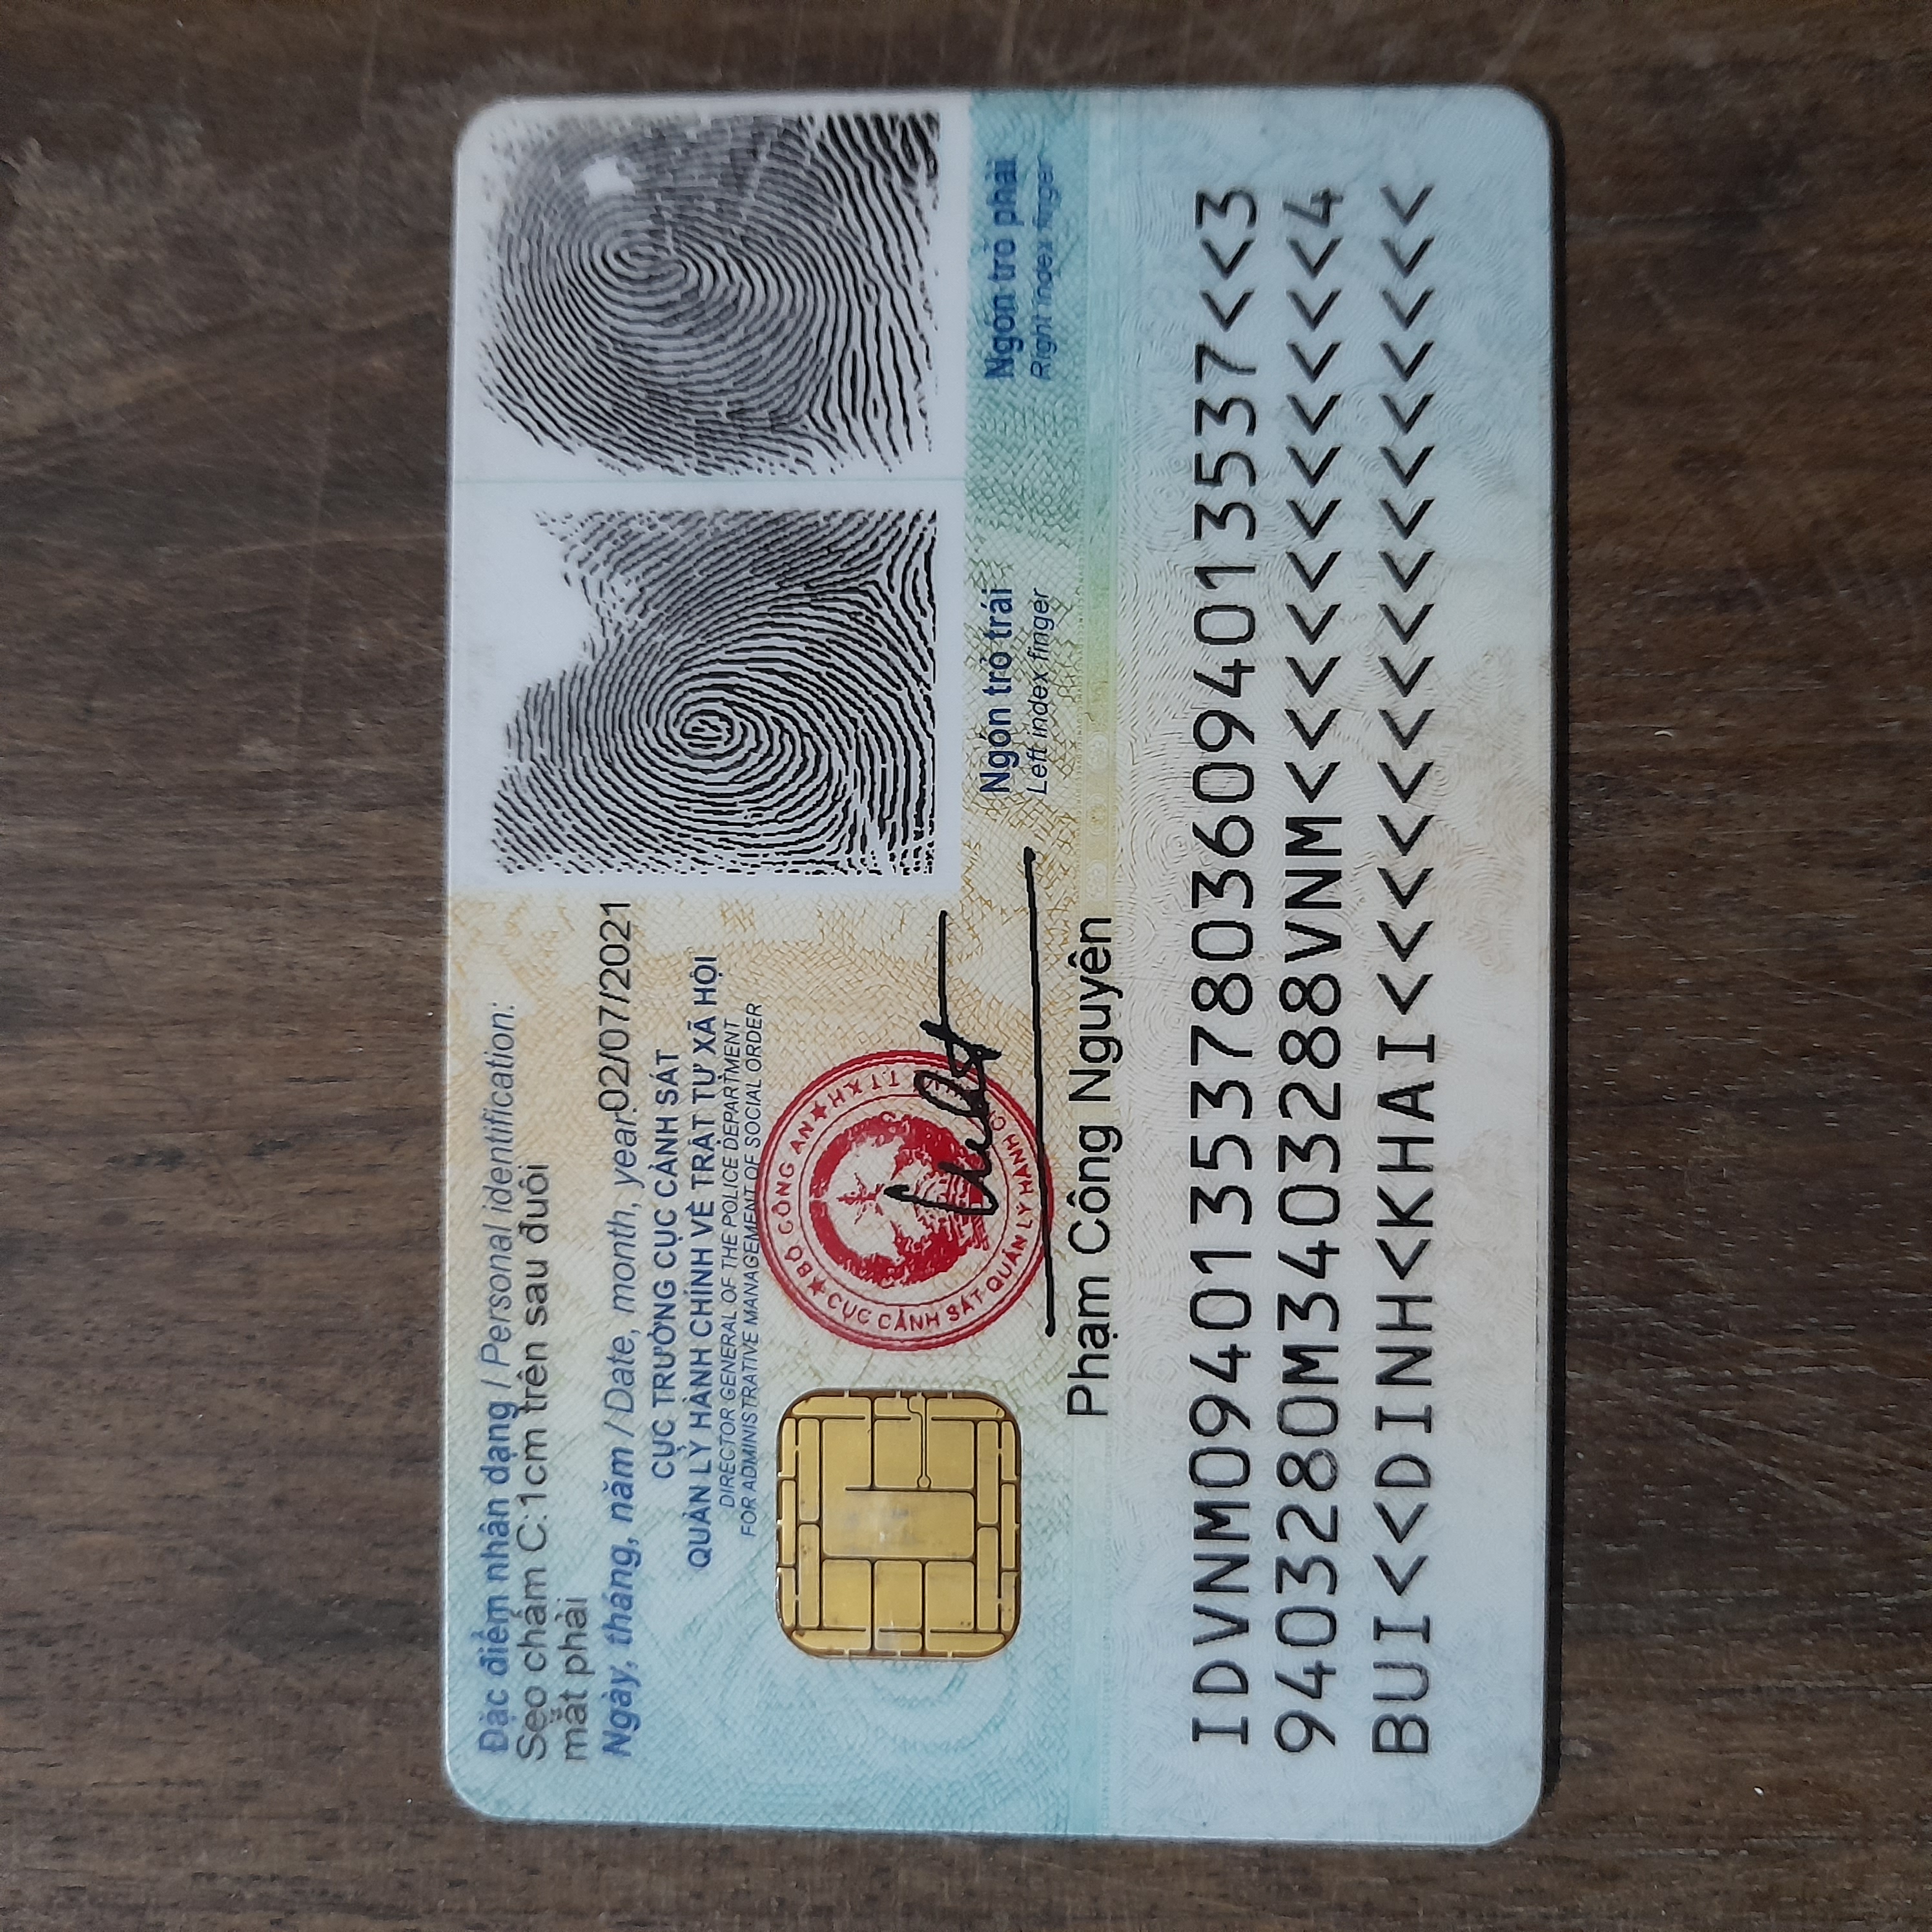 Đặc điểm nhân dạng / Personal identification:
Sẹo chấm C:1cm trên sau đuôi
mắt phải
Ngày, tháng, năm / Date, month, year 02/07/2021
CỤC TRƯỞNG CỤC CẢNH SÁT
QUẢN LÝ HÀNH CHÍNH VỀ TRẬT TỰ XÃ HỘI
DIRECTOR GENERAL OF THE POLICE DEPARTMENT
FOR ADMINISTRATIVE MANAGEMENT OF SOCIAL ORDER
BỘ CÔNG AN
CỤC CẢNH SÁT QUẢN LÝ HÀNH TTXH
Phạm Công Nguyên
Ngón trỏ trái
Left index finger
Ngón trỏ phải
Right index finger
IDVNM0940135378036094013537<<3
9403280M3403288VNM<<<<<<<<<<<4
BUI<<DINH<KHAI<<<<<<<<<<<<<<<<